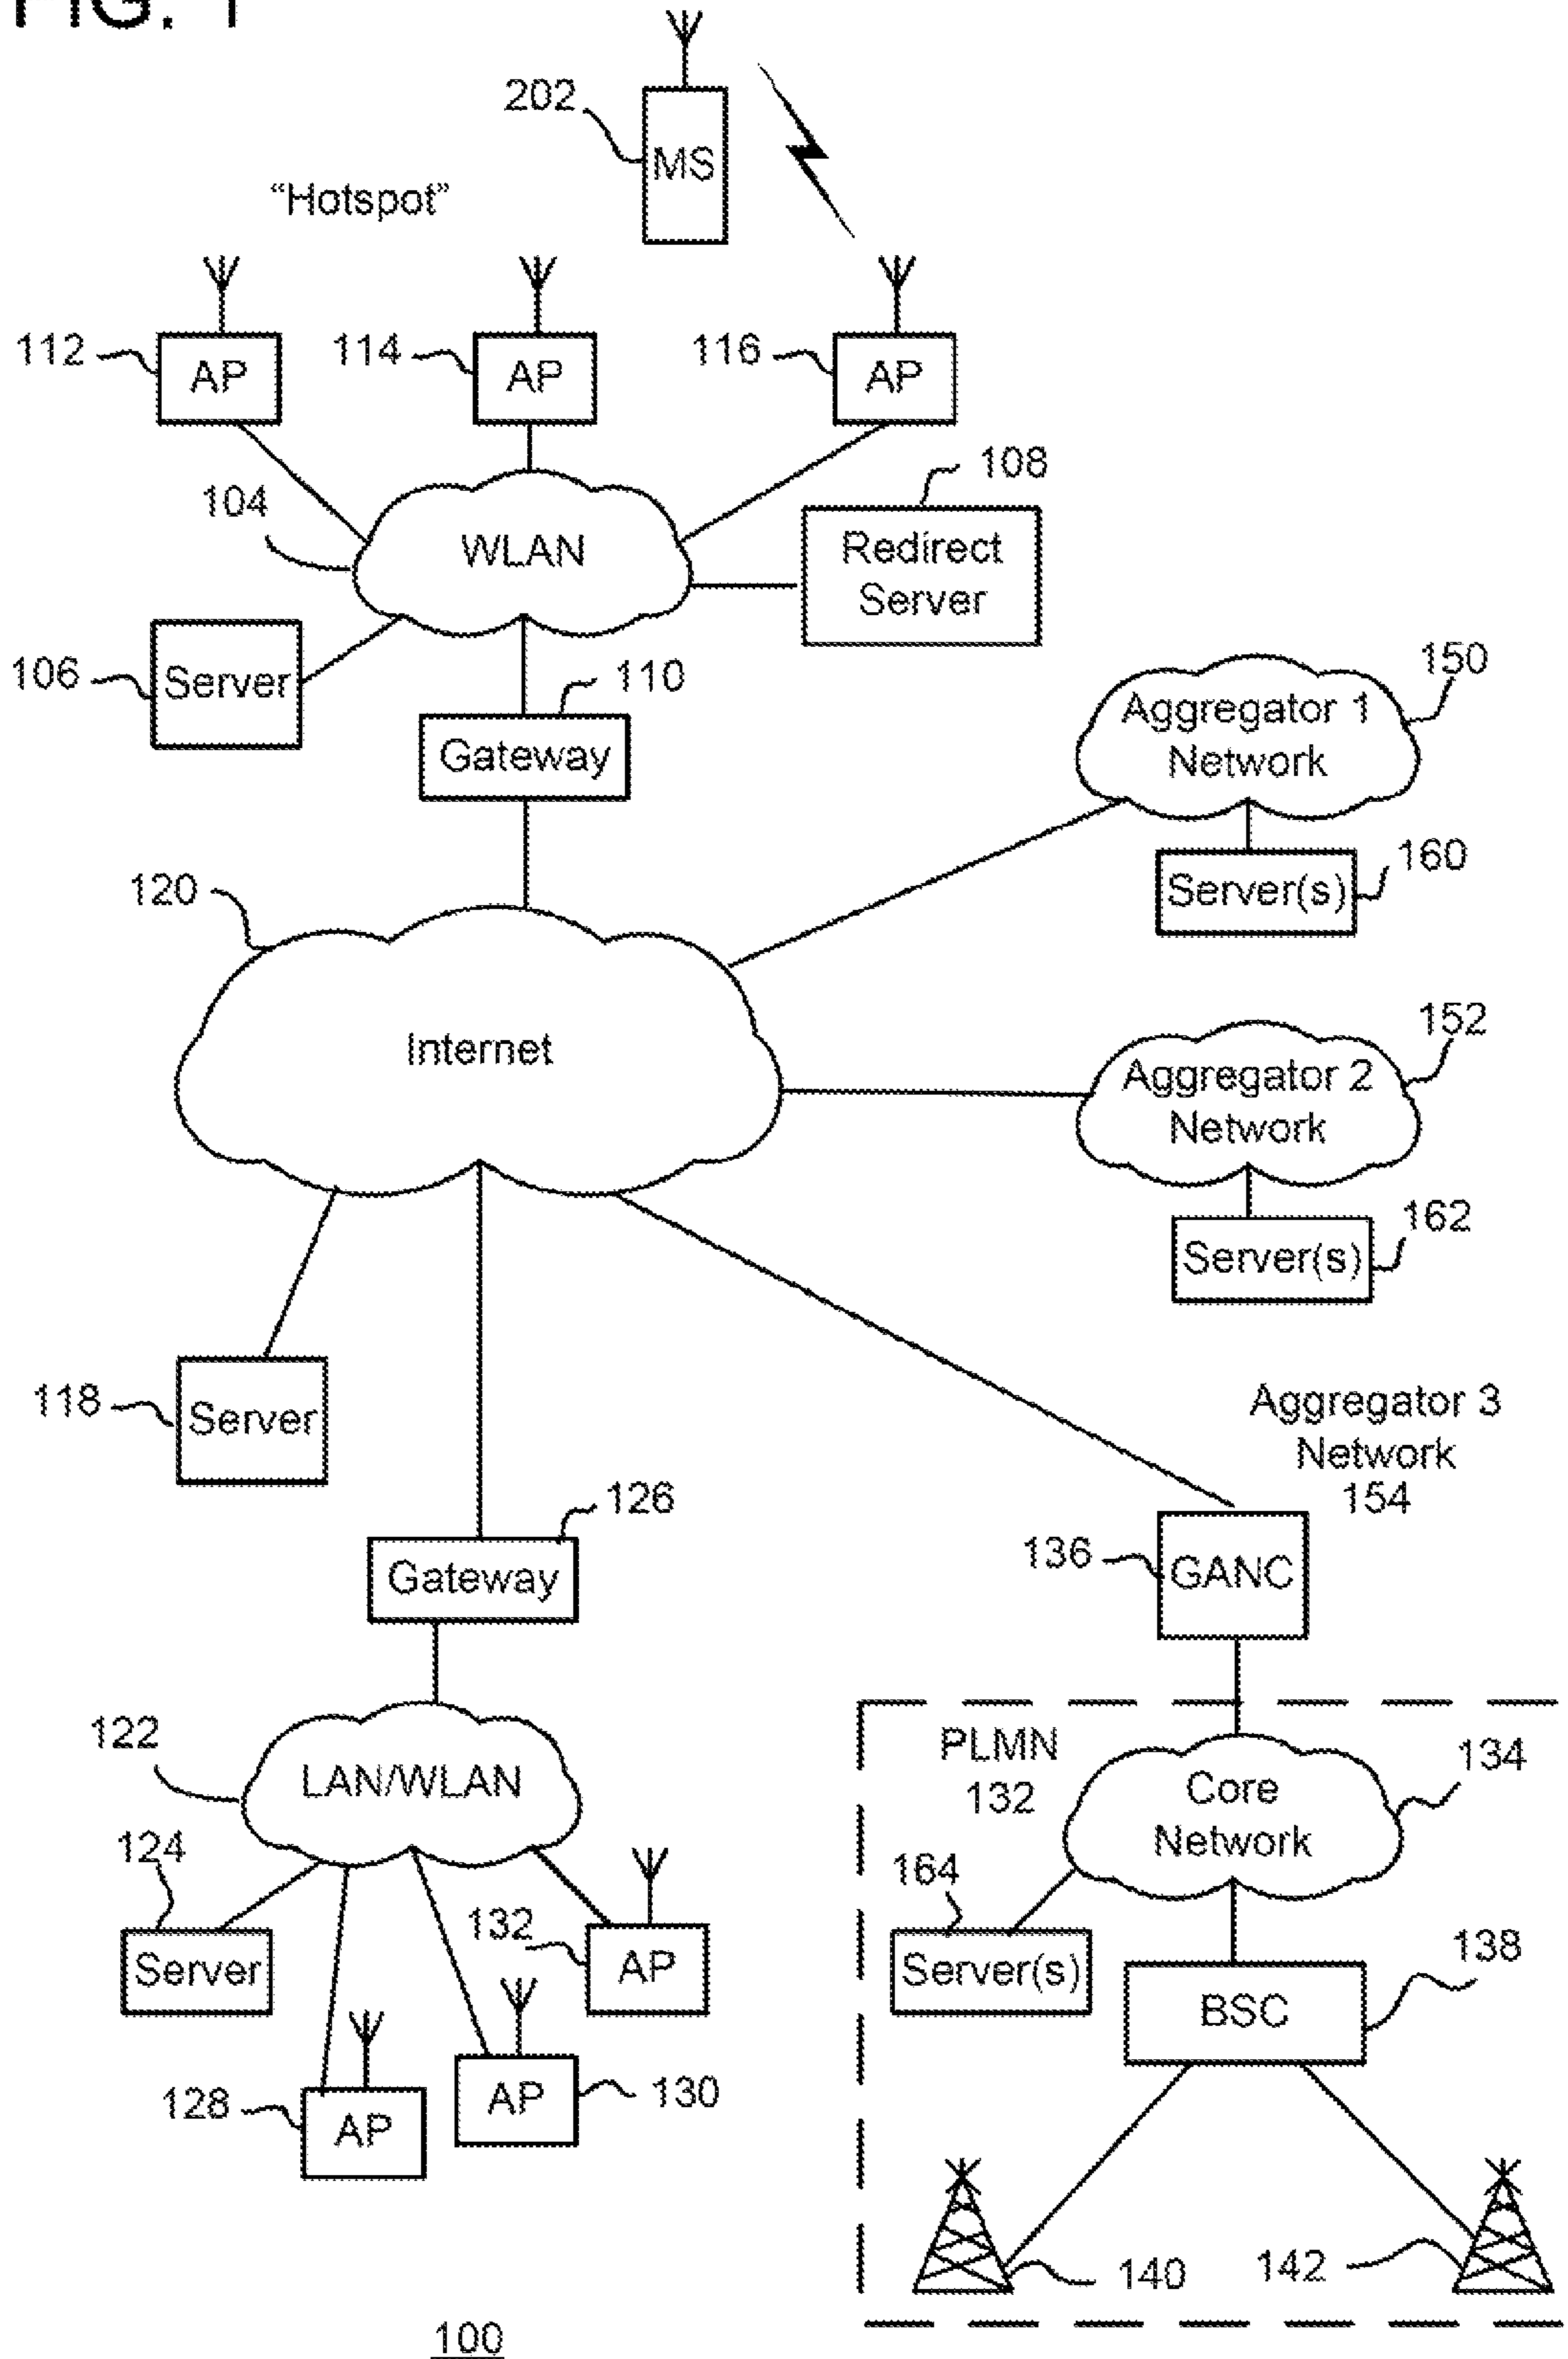 FIG. 1
202
MS
"Hotspot"
112
AP
114
AP
116
AP
104
WLAN
108
Redirect
Server
106
Server
110
Gateway
150
Aggregator 1
Network
160
Server(s)
120
Internet
152
Aggregator 2
Network
162
Server(s)
118
Server
Aggregator 3
Network
154
126
Gateway
136
GANC
122
LAN/WLAN
PLMN
132
Core
Network
134
124
Server
132
AP
164
Server(s)
138
BSC
128
AP
AP
130
140
142
100